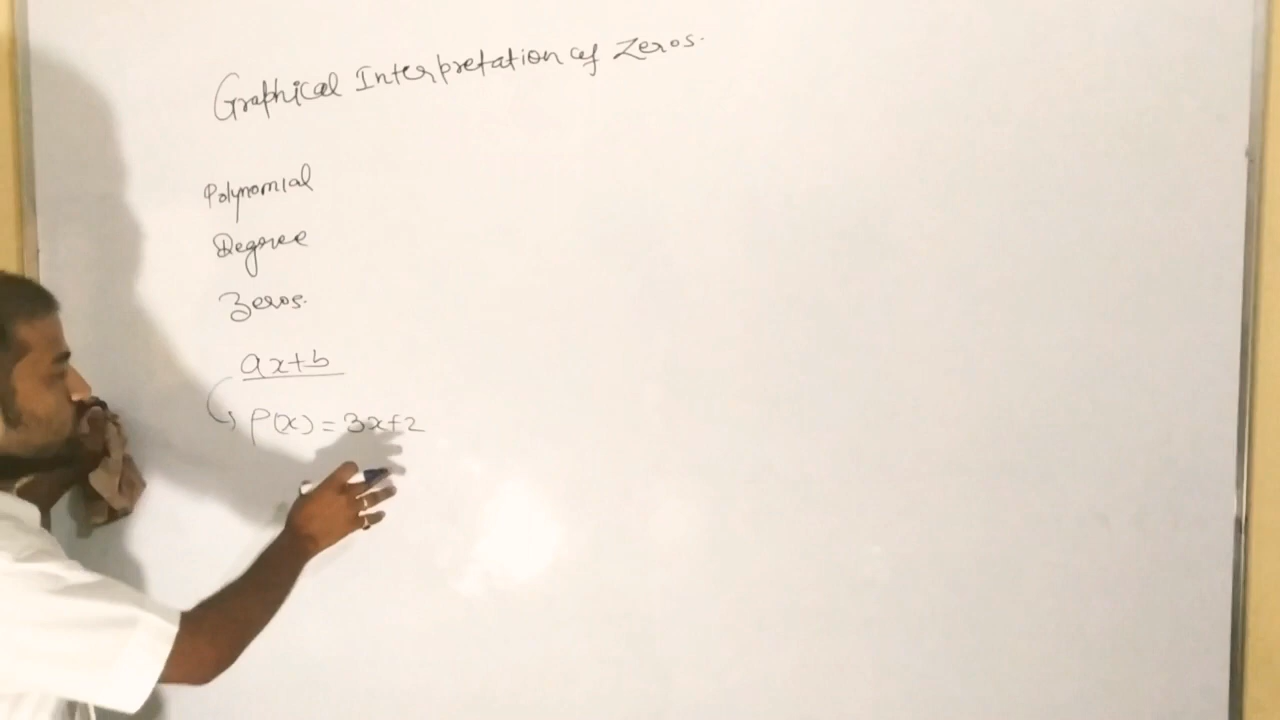 Graphical Interpretation of Zeros.
Polynomial
Degree
Zeros.
ax+b
P(x) = 3x+2